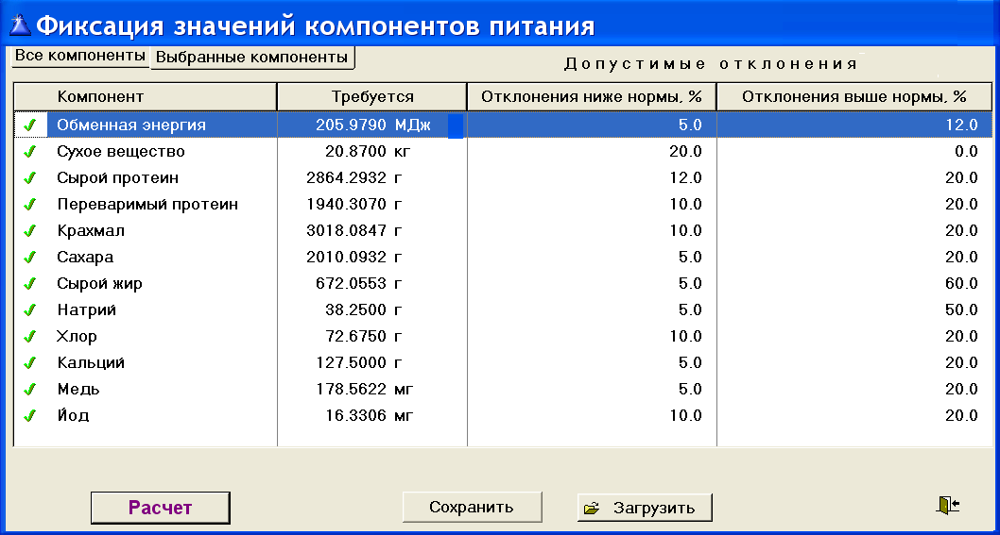 Фиксация значений компонентов питания
Все компоненты Выбранные компоненты
Допустимые отклонения
Компонент Требуется Отклонения ниже нормы, % Отклонения выше нормы, %
Обменная энергия 205.9790 МДж 5.0 12.0
Сухое вещество 20.8700 кг 20.0 0.0
Сырой протеин 2864.2932 г 12.0 20.0
Переваримый протеин 1940.3070 г 10.0 20.0
Крахмал 3018.0847 г 10.0 20.0
Сахара 2010.0932 г 5.0 20.0
Сырой жир 672.0553 г 5.0 60.0
Натрий 38.2500 г 5.0 50.0
Хлор 72.6750 г 10.0 20.0
Кальций 127.5000 г 5.0 20.0
Медь 178.5622 мг 5.0 20.0
Йод 16.3306 мг 10.0 20.0
Расчет Сохранить Загрузить